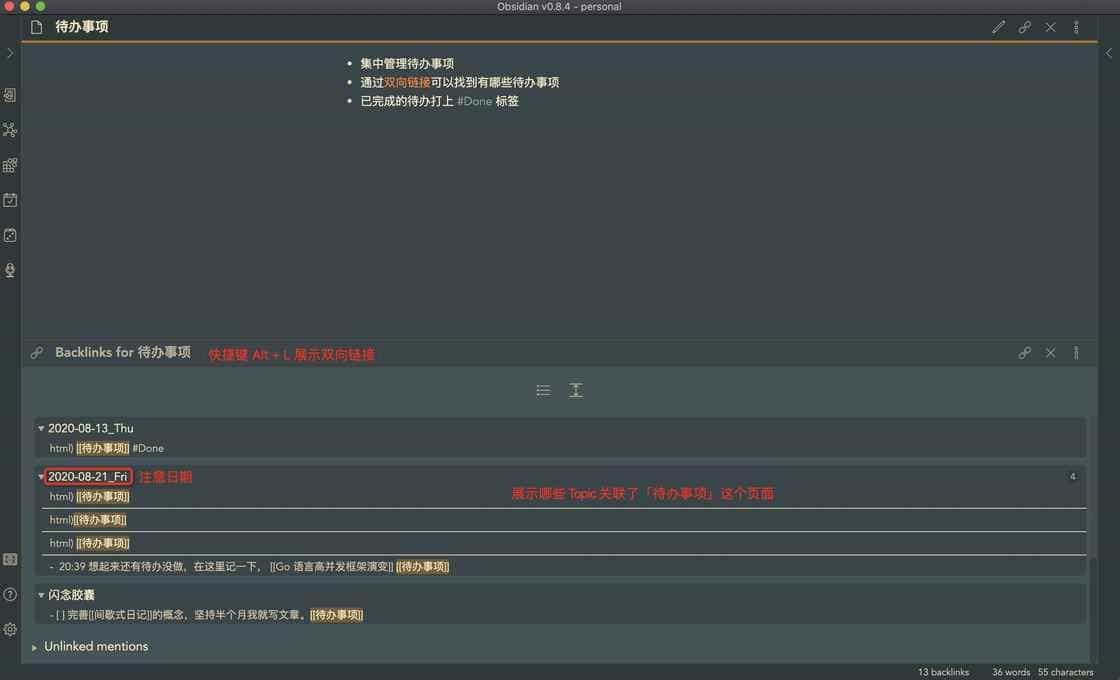 Obsidian v0.8.4 - personal
待办事项
• 集中管理待办事项
• 通过双向链接可以找到有哪些待办事项
• 已完成的待办打上 #Done 标签
Backlinks for 待办事项
快捷键 Alt + L 展示双向链接
2020-08-13_Thu
html) [[待办事项]] #Done
2020-08-21_Fri
注意日期
4
html) [[待办事项]]
展示哪些 Topic 关联了「待办事项」这个页面
html)[[待办事项]]
html) [[待办事项]]
- 20:39 想起来还有待办没做，在这里记一下， [[Go 语言高并发框架演变]] [[待办事项]]
闪念胶囊
- [ ] 完善[[间歇式日记]]的概念，坚持半个月我就写文章。[[待办事项]]
Unlinked mentions
13 backlinks 36 words 55 characters